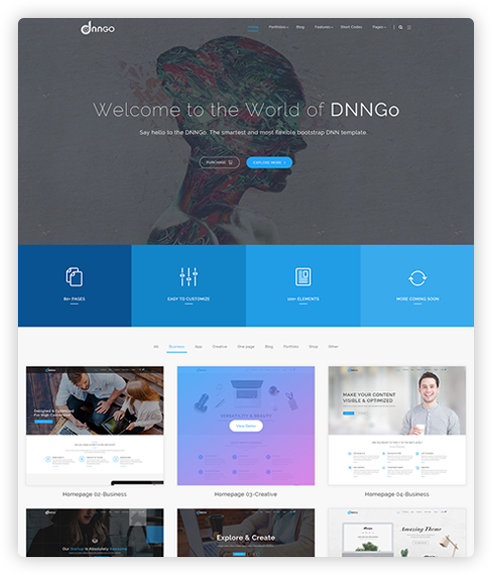 DNNGO
Home Portfolios Blog Features Short Codes Pages
Welcome to the World of DNNGo
Say hello to the DNNGo. The smartest and most flexible bootstrap DNN template.
PURCHASE EXPLORE MORE >
80+ PAGES EASY TO CUSTOMIZE 100+ ELEMENTS MORE COMING SOON
All Business App Creative One page Blog Portfolio Shop Other
Designed & Customized
For High Conversions
VERSATILITY & BEAUTY
View Demo
MAKE YOUR CONTENT
VISIBLE & OPTIMIZED
Homepage 02-Business Homepage 03-Creative Homepage 04-Business
Our Startup is Absolutely Awesome
Explore & Create
Amazing Theme